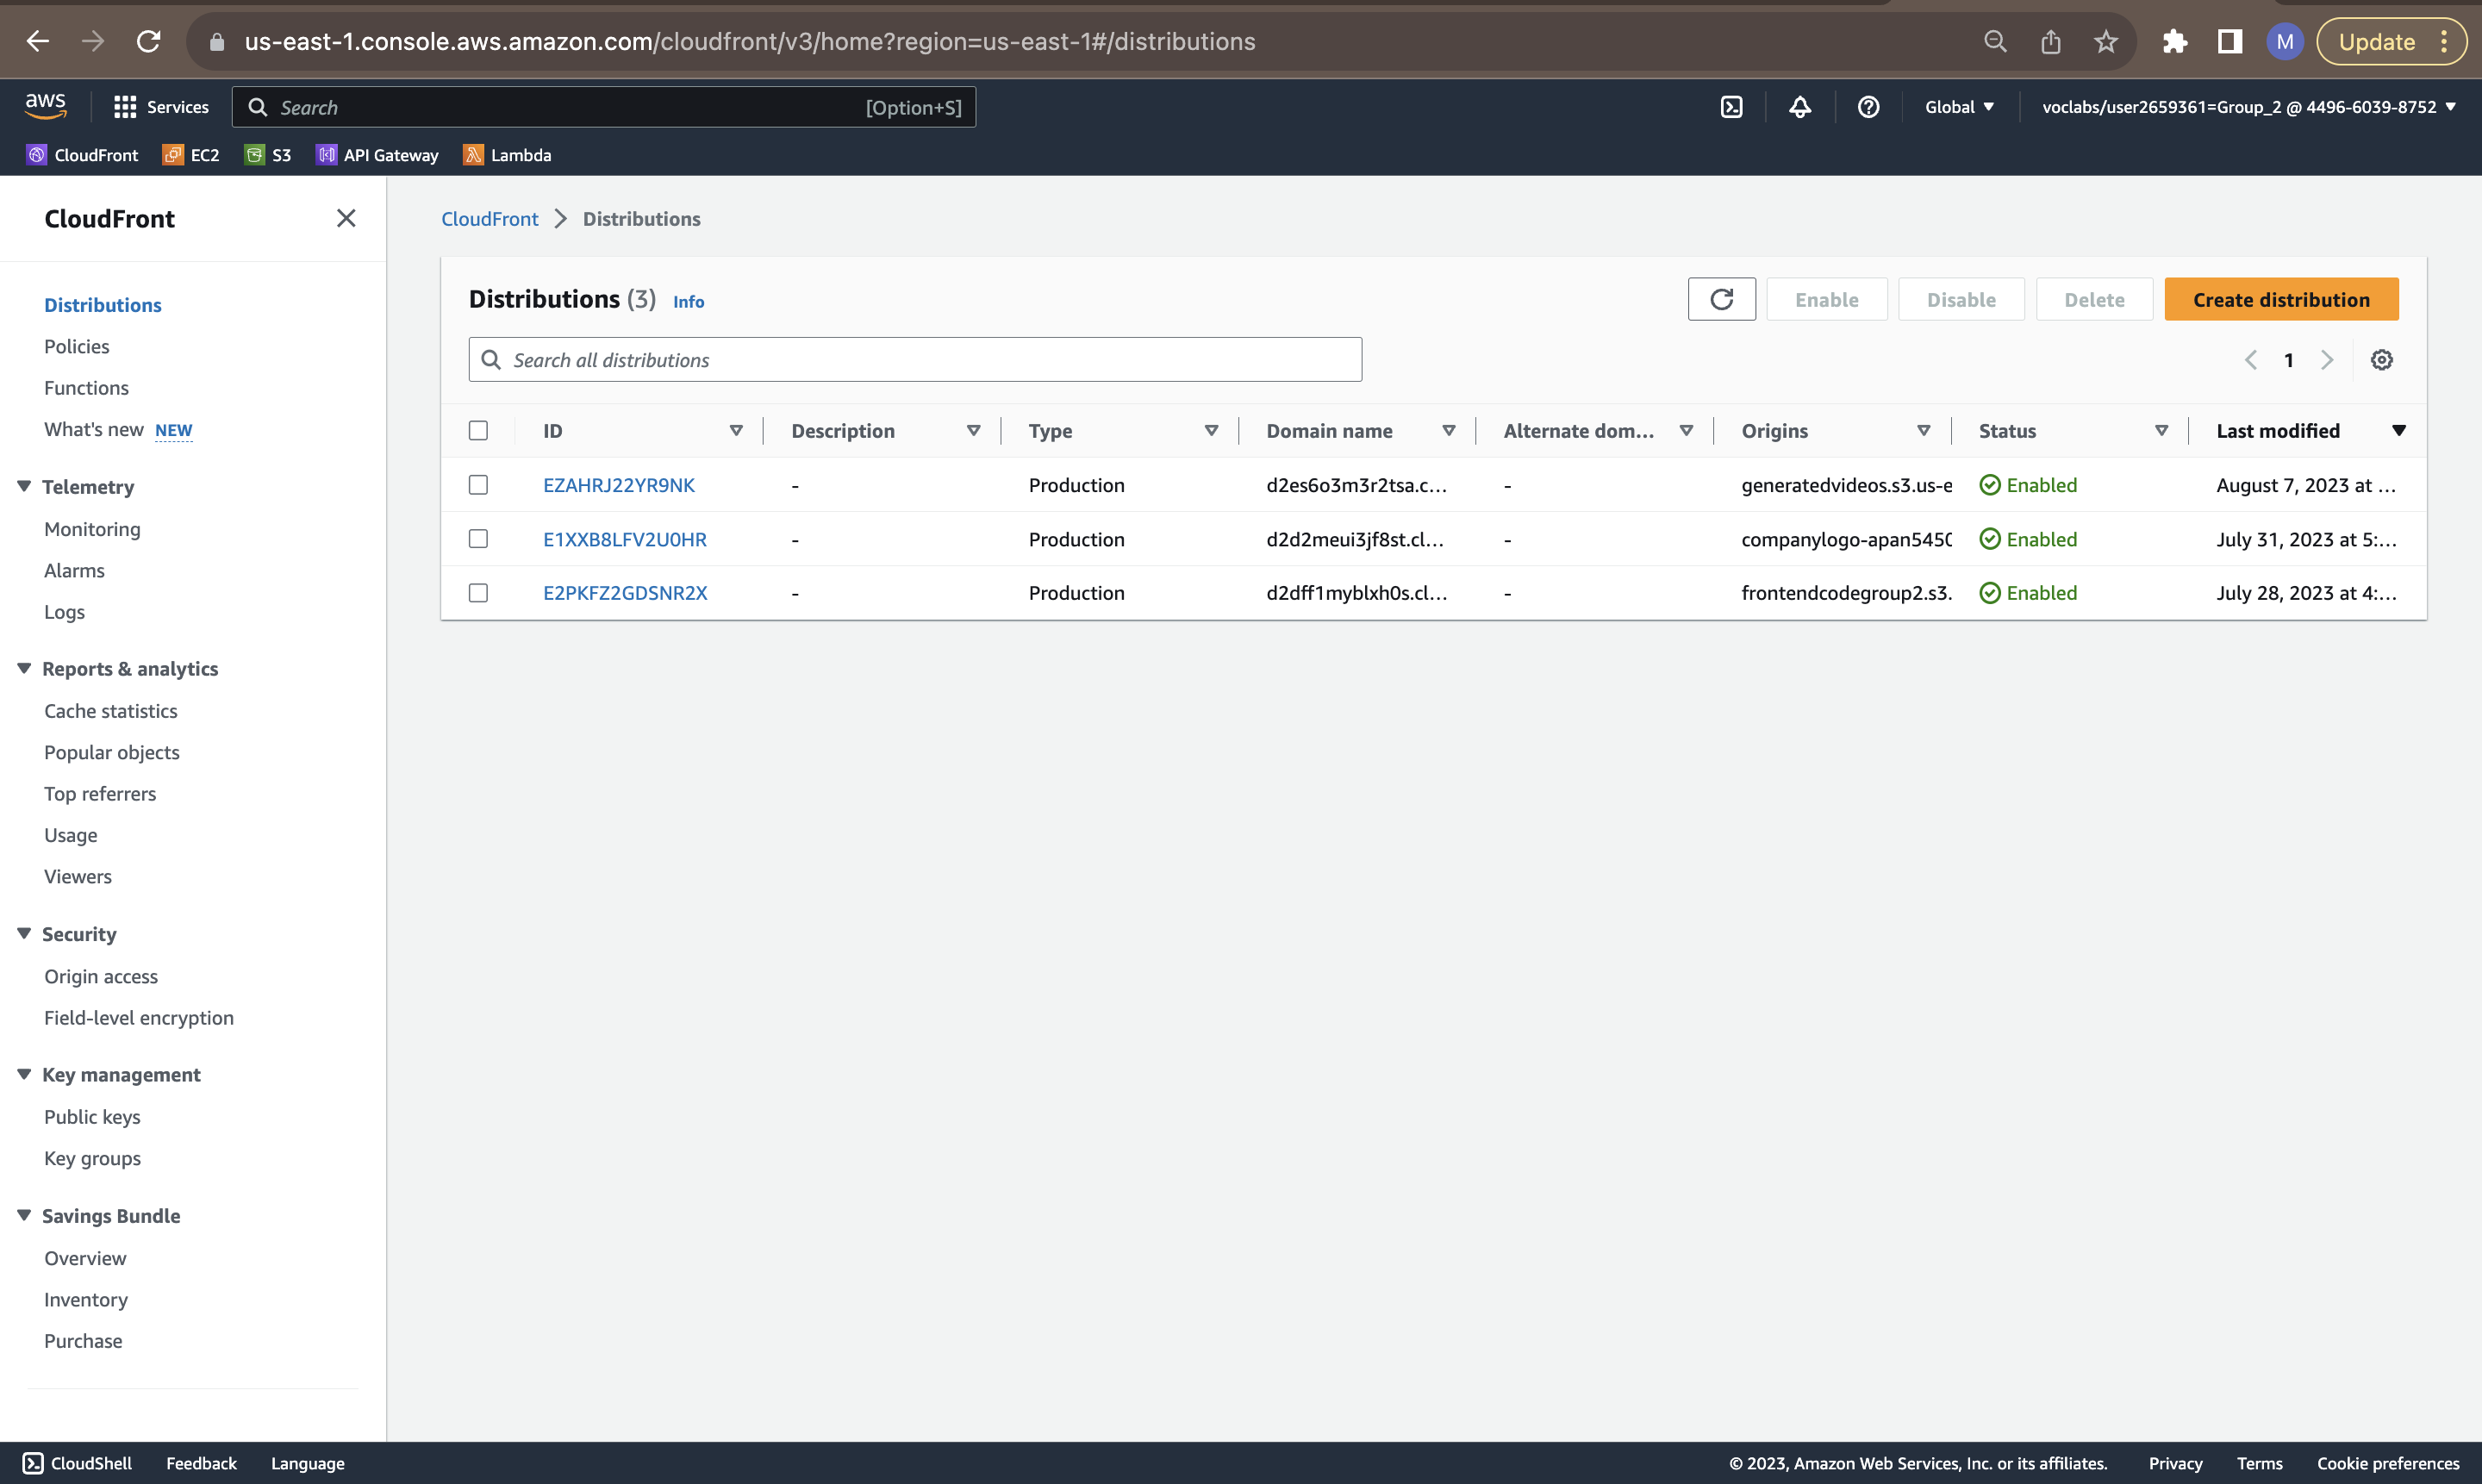 us-east-1.console.aws.amazon.com/cloudfront/v3/home?region=us-east-1#/distributions
M
Update
aws
Services
Search
[Option+S]
Global
voclabs/user2659361=Group_2 @ 4496-6039-8752
CloudFront
EC2
S3
API Gateway
Lambda
CloudFront
Distributions
Policies
Functions
What's new NEW
Telemetry
Monitoring
Alarms
Logs
Reports & analytics
Cache statistics
Popular objects
Top referrers
Usage
Viewers
Security
Origin access
Field-level encryption
Key management
Public keys
Key groups
Savings Bundle
Overview
Inventory
Purchase
CloudFront > Distributions
Distributions (3) Info
Enable
Disable
Delete
Create distribution
Search all distributions
1
ID Description Type Domain name Alternate dom... Origins Status Last modified
EZAHRJ22YR9NK - Production d2es6o3m3r2tsa.c... - generatedvideos.s3.us-e Enabled August 7, 2023 at ...
E1XXB8LFV2U0HR - Production d2d2meui3jf8st.cl... - companylogo-apan5450 Enabled July 31, 2023 at 5:...
E2PKFZ2GDSNR2X - Production d2dff1myblxh0s.cl... - frontendcodegroup2.s3. Enabled July 28, 2023 at 4:...
CloudShell
Feedback
Language
© 2023, Amazon Web Services, Inc. or its affiliates.
Privacy
Terms
Cookie preferences